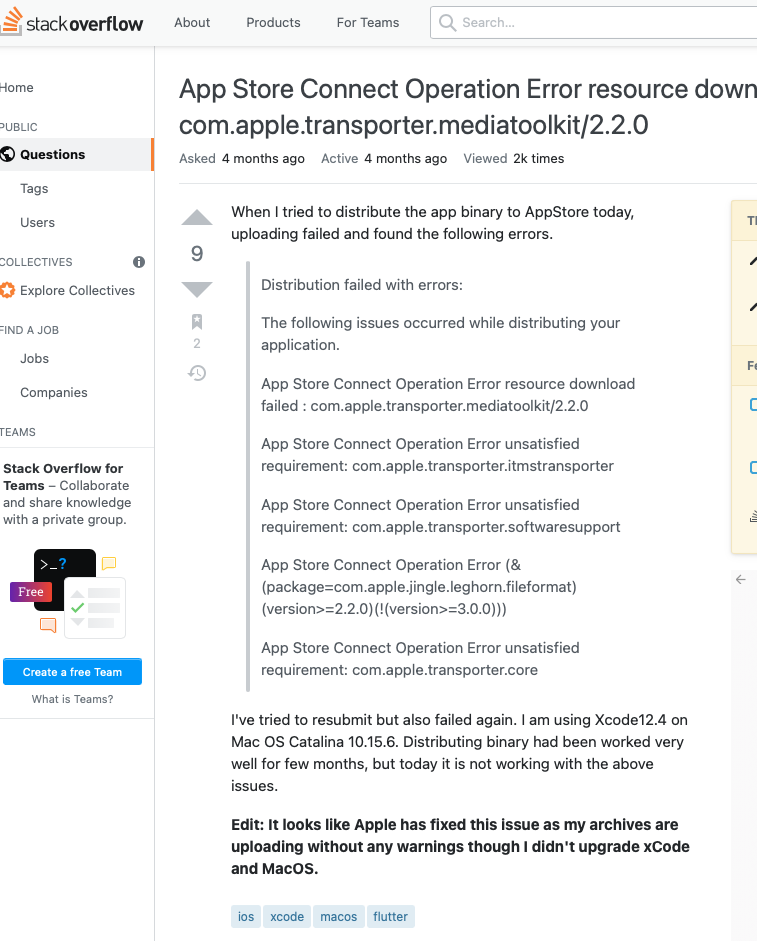 stackoverflow
About
Products
For Teams
Search...
Home
PUBLIC
Questions
Tags
Users
COLLECTIVES
Explore Collectives
FIND A JOB
Jobs
Companies
TEAMS
Stack Overflow for
Teams – Collaborate
and share knowledge
with a private group.
>_?
Free
Create a free Team
What is Teams?
App Store Connect Operation Error resource down
com.apple.transporter.mediatoolkit/2.2.0
Asked 4 months ago Active 4 months ago Viewed 2k times
9
2
When I tried to distribute the app binary to AppStore today,
uploading failed and found the following errors.
Distribution failed with errors:
The following issues occurred while distributing your
application.
App Store Connect Operation Error resource download
failed : com.apple.transporter.mediatoolkit/2.2.0
App Store Connect Operation Error unsatisfied
requirement: com.apple.transporter.itmstransporter
App Store Connect Operation Error unsatisfied
requirement: com.apple.transporter.softwaresupport
App Store Connect Operation Error (&
(package=com.apple.jingle.leghorn.fileformat)
(version>=2.2.0)(!(version>=3.0.0)))
App Store Connect Operation Error unsatisfied
requirement: com.apple.transporter.core
I've tried to resubmit but also failed again. I am using Xcode12.4 on
Mac OS Catalina 10.15.6. Distributing binary had been worked very
well for few months, but today it is not working with the above
issues.
Edit: It looks like Apple has fixed this issue as my archives are
uploading without any warnings though I didn't upgrade xCode
and MacOS.
ios xcode macos flutter